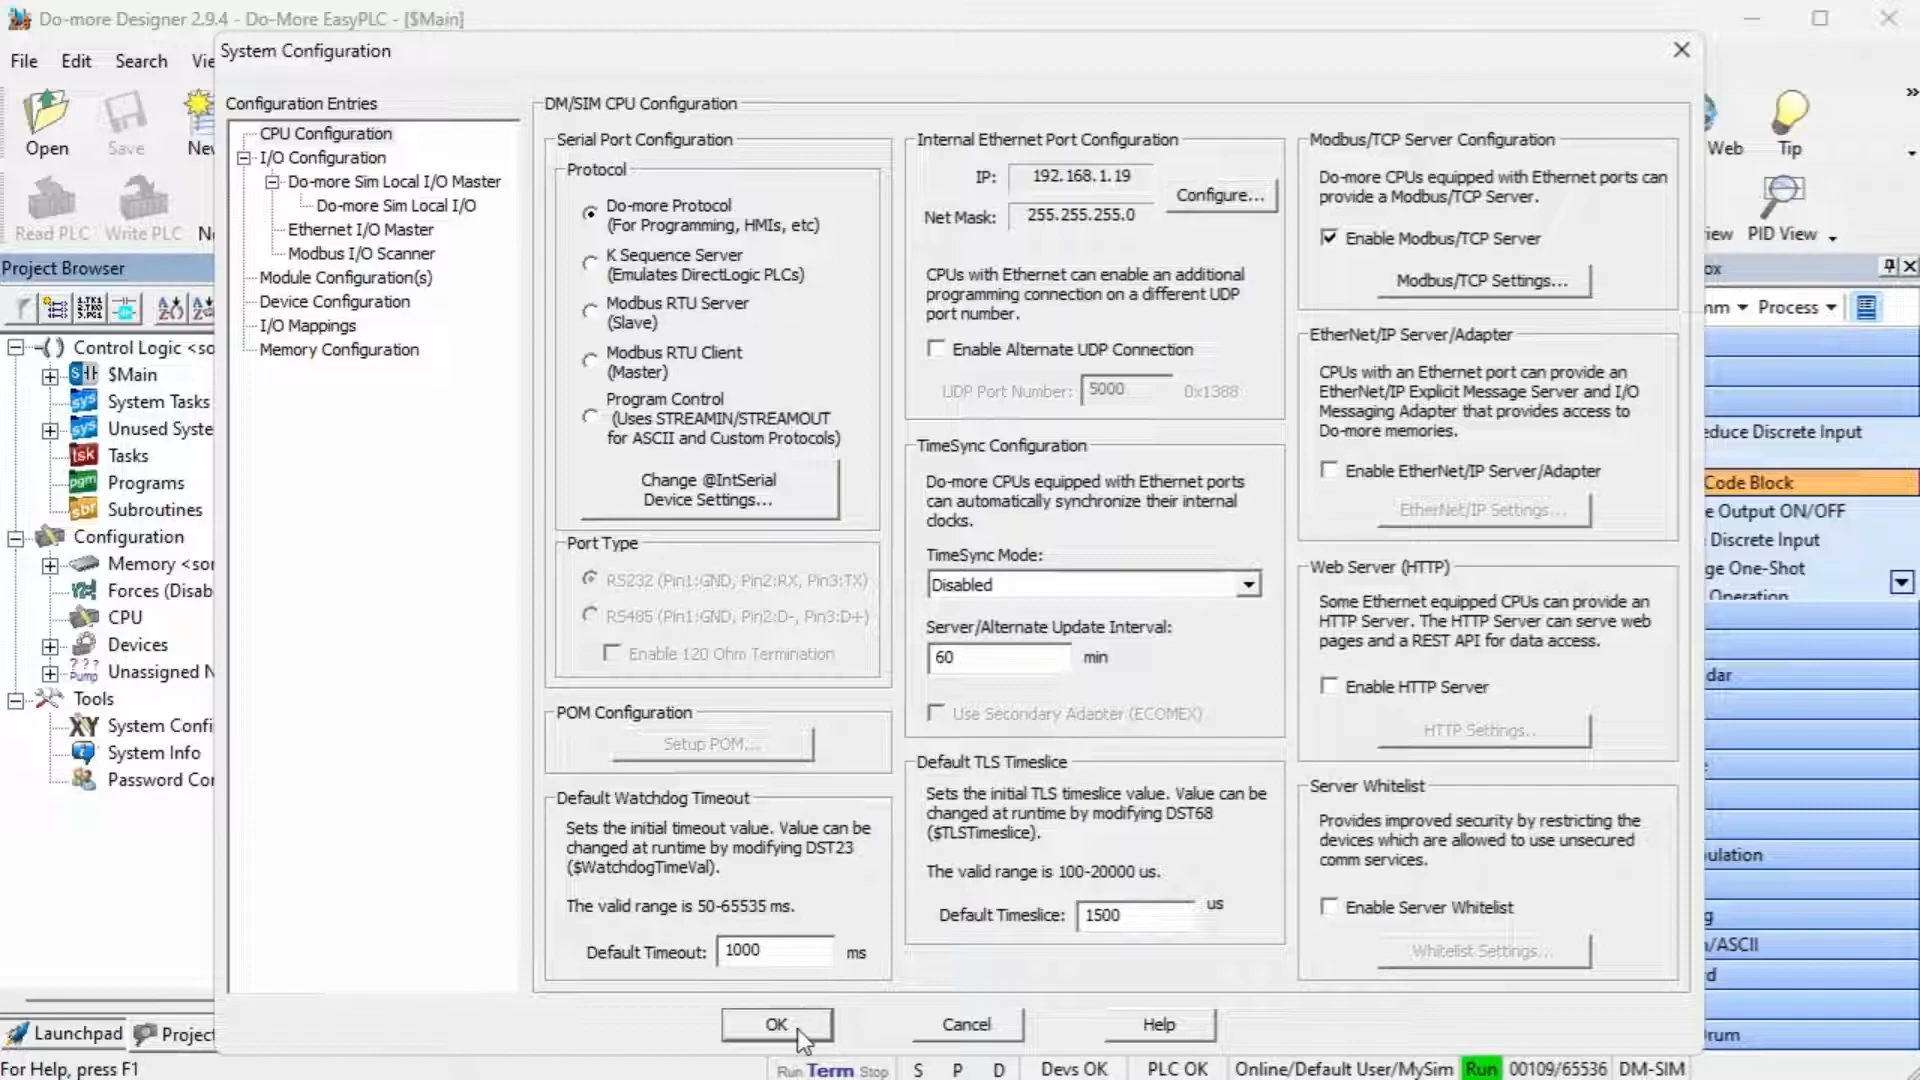 Do-more Designer 2.9.4 - Do-More EasyPLC - [$Main]
System Configuration
File Edit Search
Open Save
Read PLC Write PLC
Web Tip
PID View
Project Browser
Configuration Entries
CPU Configuration
I/O Configuration
Do-more Sim Local I/O Master
Do-more Sim Local I/O
Ethernet I/O Master
Modbus I/O Scanner
Module Configuration(s)
Device Configuration
I/O Mappings
Memory Configuration
Control Logic
$Main
System Tasks
Unused
Tasks
Programs
Subroutines
Configuration
Memory
Forces
CPU
Devices
Unassigned
Tools
System
System Info
Password
Launchpad
DM/SIM CPU Configuration
Serial Port Configuration
Protocol
Do-more Protocol
(For Programming, HMIs, etc)
K Sequence Server
(Emulates DirectLogic PLCs)
Modbus RTU Server
(Slave)
Modbus RTU Client
(Master)
Program Control
(Uses STREAMIN/STREAMOUT
for ASCII and Custom Protocols)
Change @IntSerial
Device Settings...
Port Type
RS232 (Pin1:GND, Pin2:RX, Pin3:TX)
RS485 (Pin1:GND, Pin2:D-, Pin3:D+)
Enable 120 Ohm Termination
POM Configuration
Setup POM...
Default Watchdog Timeout
Sets the initial timeout value. Value can be
changed at runtime by modifying DST23
($WatchdogTimeVal).
The valid range is 50-65535 ms.
Default Timeout: 1000 ms
Internal Ethernet Port Configuration
IP: 192.168.1.19
Configure...
Net Mask: 255.255.255.0
CPUs with Ethernet can enable an additional
programming connection on a different UDP
port number.
Enable Alternate UDP Connection
UDP Port Number: 5000 0x1388
TimeSync Configuration
Do-more CPUs equipped with Ethernet ports
can automatically synchronize their internal
clocks.
TimeSync Mode:
Disabled
Server/Alternate Update Interval:
60 min
Use Secondary Adapter (ECOMEX)
Default TLS Timeslice
Sets the initial TLS timeslice value. Value can be
changed at runtime by modifying DST68
($TLSTimeslice).
The valid range is 100-20000 us.
Default Timeslice: 1500 us
Modbus/TCP Server Configuration
Do-more CPUs equipped with Ethernet ports can
provide a Modbus/TCP Server.
Enable Modbus/TCP Server
Modbus/TCP Settings...
EtherNet/IP Server/Adapter
CPUs with an Ethernet port can provide an
EtherNet/IP Explicit Message Server and I/O
Messaging Adapter that provides access to
Do-more memories.
Enable EtherNet/IP Server/Adapter
EtherNet/IP Settings...
Web Server (HTTP)
Some Ethernet equipped CPUs can provide an
HTTP Server. The HTTP Server can serve web
pages and a REST API for data access.
Enable HTTP Server
HTTP Settings..
Server Whitelist
Provides improved security by restricting the
devices which are allowed to use unsecured
comm services.
Enable Server Whitelist
Whitelist Settings...
OK Cancel Help
Process
Discrete Input
Code Block
Output ON/OFF
Discrete Input
One-Shot
Operation
/ASCII
For Help, press F1
Run Term Stop S P D Devs OK PLC OK Online/Default User/MySim Run 00109/65536 DM-SIM